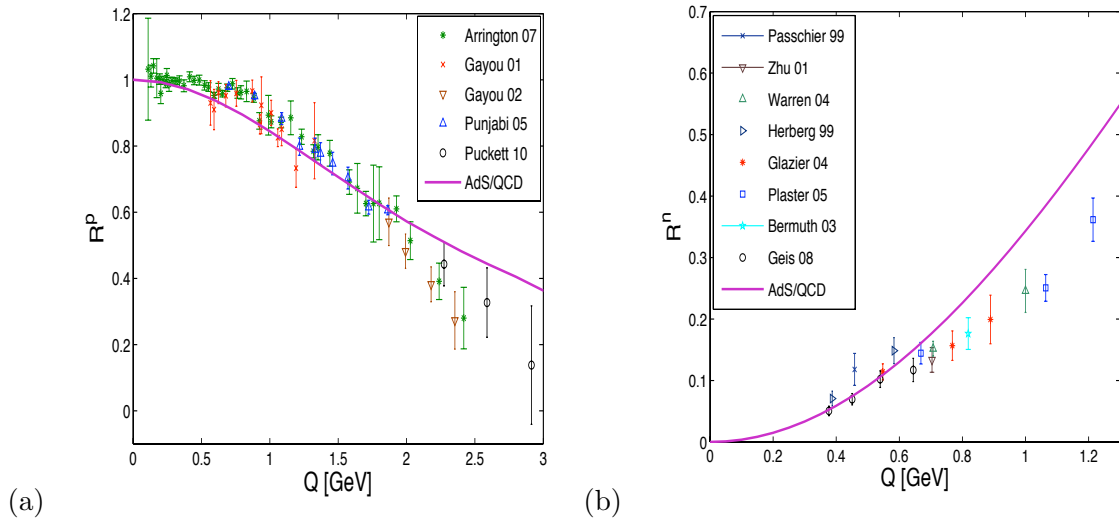 1.2
1
0.8
0.6
0.4
0.2
0
R^p
0 0.5 1 1.5 2 2.5 3
Q [GeV]
Arrington 07
Gayou 01
Gayou 02
Punjabi 05
Puckett 10
AdS/QCD
(a)
0.7
0.6
0.5
0.4
0.3
0.2
0.1
0
R^n
0 0.2 0.4 0.6 0.8 1 1.2
Q [GeV]
Passchier 99
Zhu 01
Warren 04
Herberg 99
Glazier 04
Plaster 05
Bermuth 03
Geis 08
AdS/QCD
(b)